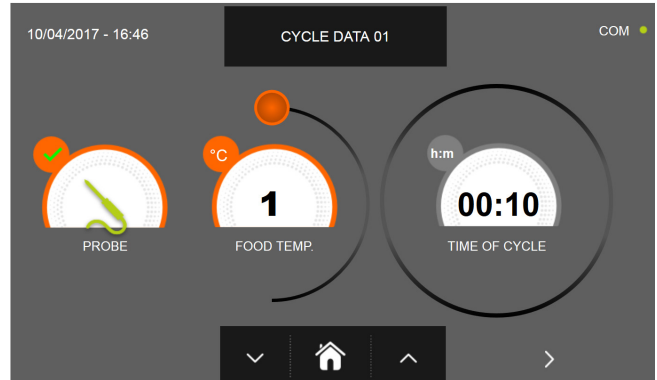 10/04/2017 - 16:46
CYCLE DATA 01
COM
°C
h:m
1
00:10
PROBE
FOOD TEMP.
TIME OF CYCLE